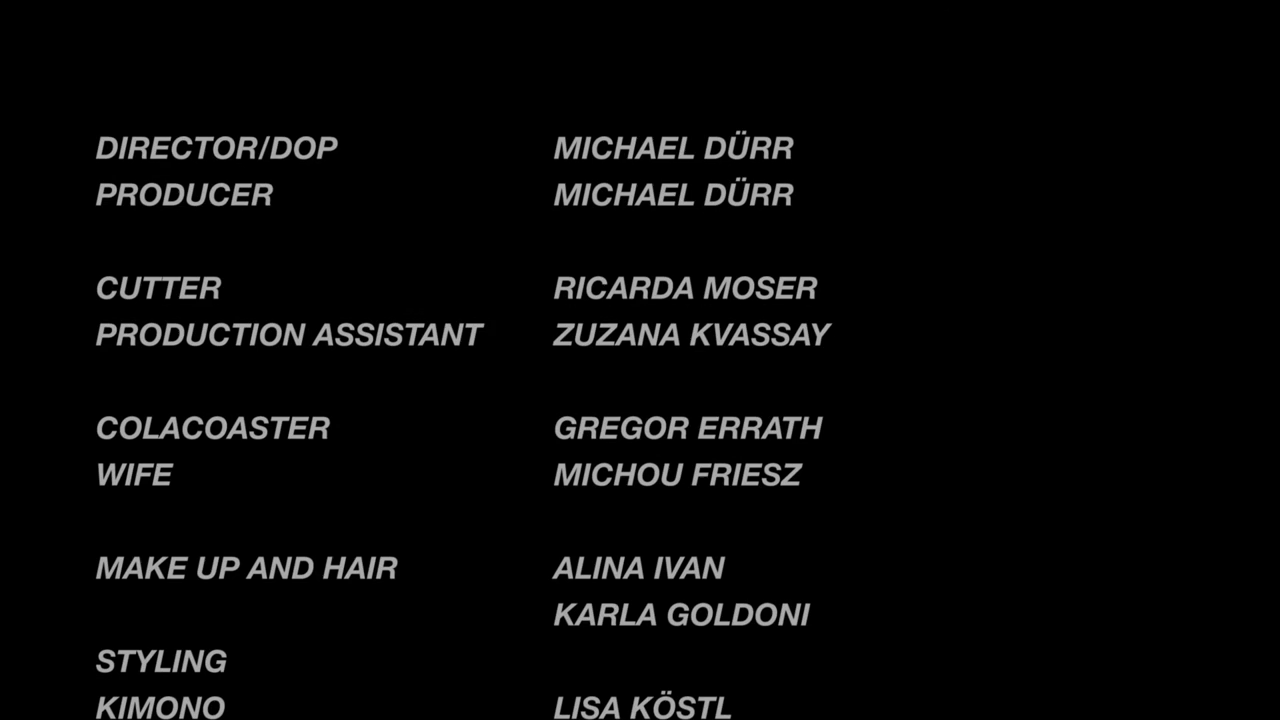 DIRECTOR/DOP MICHAEL DÜRR
PRODUCER MICHAEL DÜRR
CUTTER RICARDA MOSER
PRODUCTION ASSISTANT ZUZANA KVASSAY
COLACOASTER GREGOR ERRATH
WIFE MICHOU FRIESZ
MAKE UP AND HAIR ALINA IVAN
KARLA GOLDONI
STYLING
KIMONO LISA KÖSTL